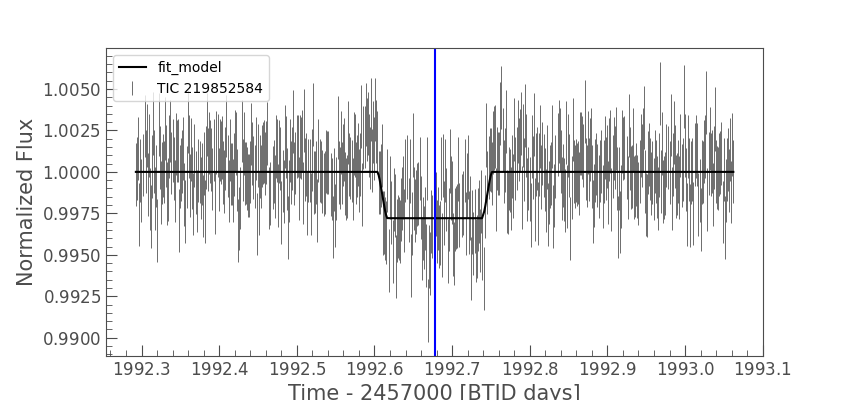 fit_model
TIC 219852584
1.0050
1.0025
1.0000
0.9975
0.9950
0.9925
0.9900
Normalized Flux
1992.3 1992.4 1992.5 1992.6 1992.7 1992.8 1992.9 1993.0 1993.1
Time - 2457000 [BTJD days]